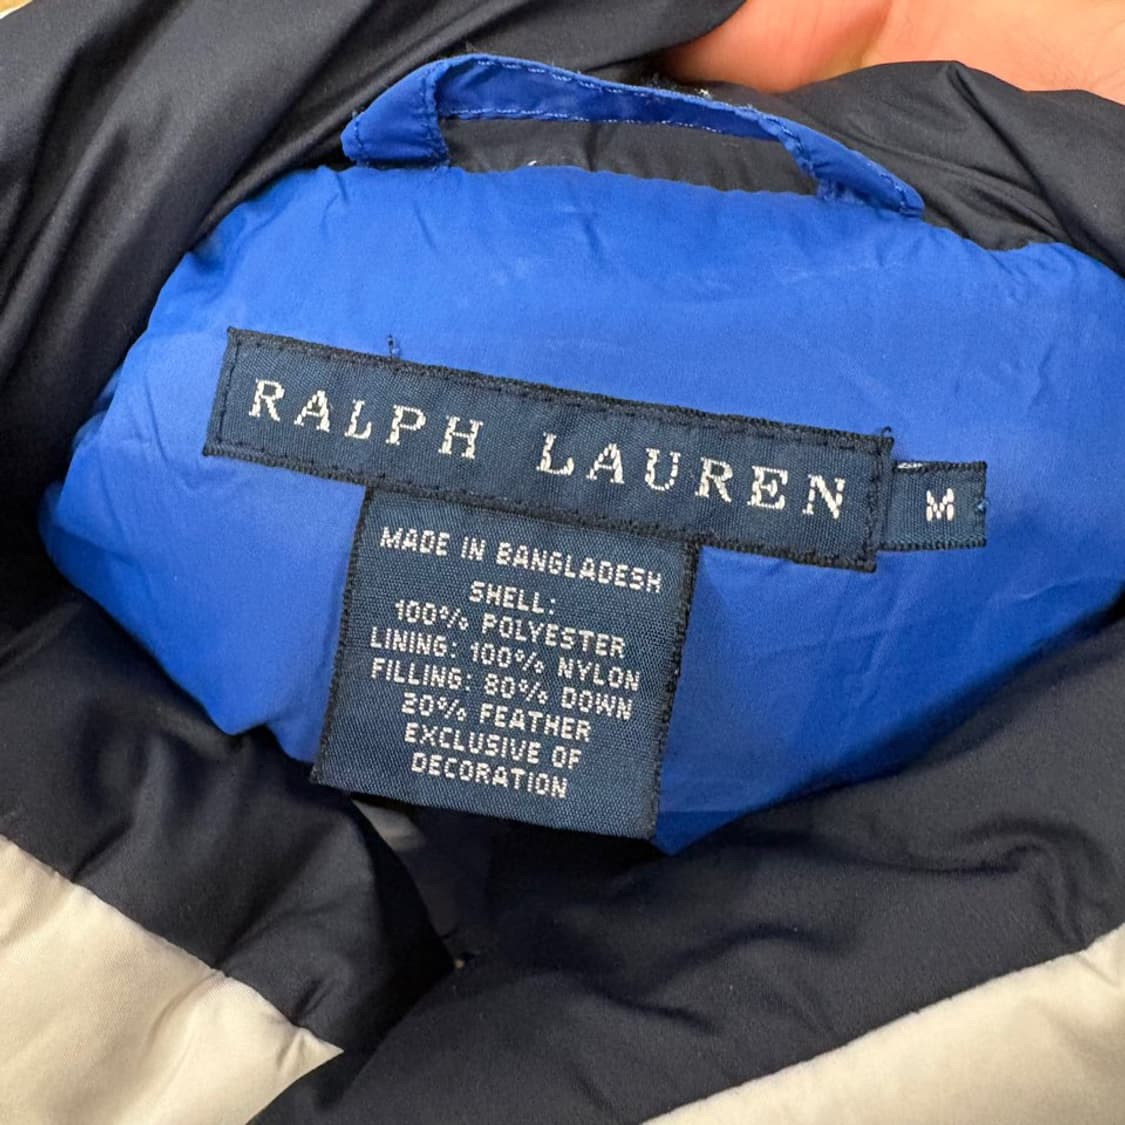 RALPH LAUREN
M
MADE IN BANGLADESH
SHELL:
100% POLYESTER
LINING: 100% NYLON
FILLING: 80% DOWN
20% FEATHER
EXCLUSIVE OF
DECORATION